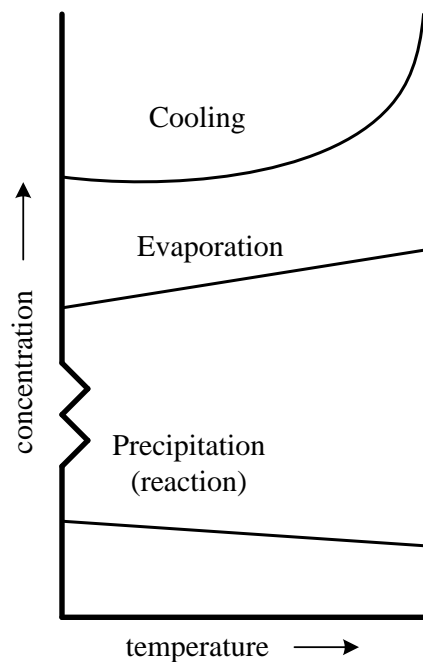 Cooling
Evaporation
concentration
Precipitation
(reaction)
temperature